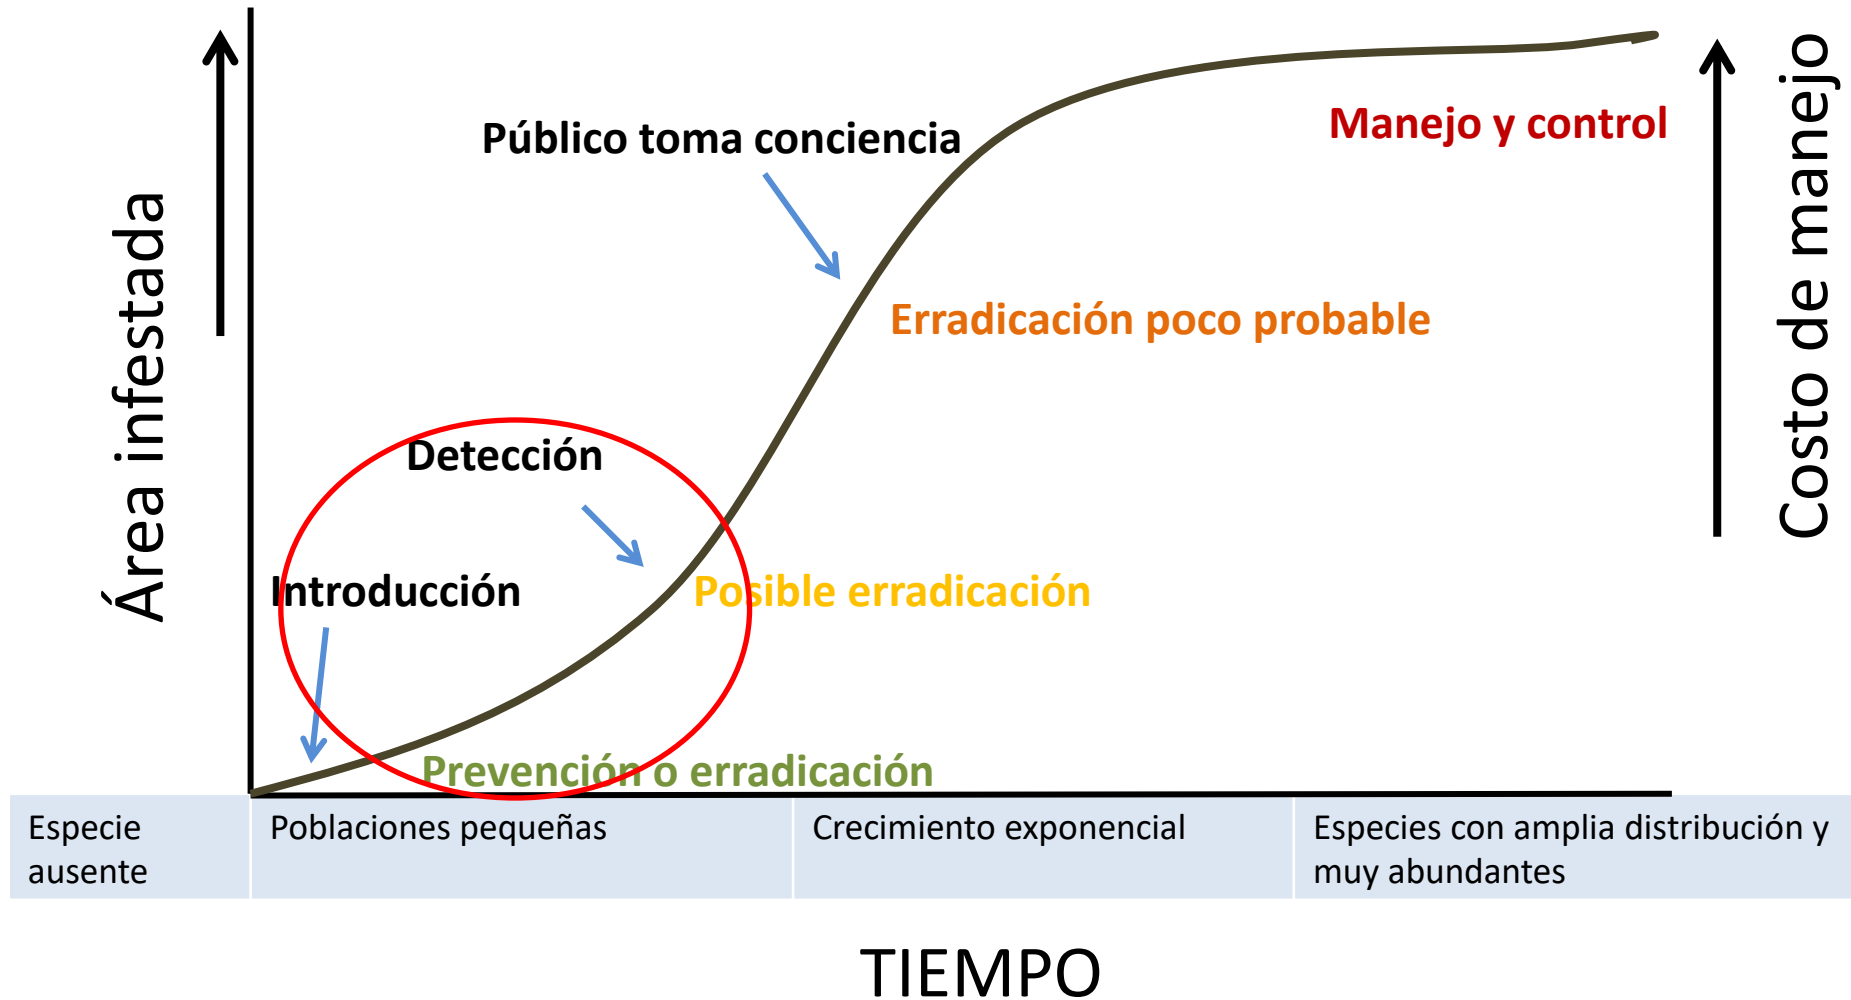 Área infestada
Costo de manejo
Público toma conciencia
Manejo y control
Erradicación poco probable
Detección
Introducción
Posible erradicación
Prevención o erradicación
Especie
ausente
Poblaciones pequeñas
Crecimiento exponencial
Especies con amplia distribución y
muy abundantes
TIEMPO